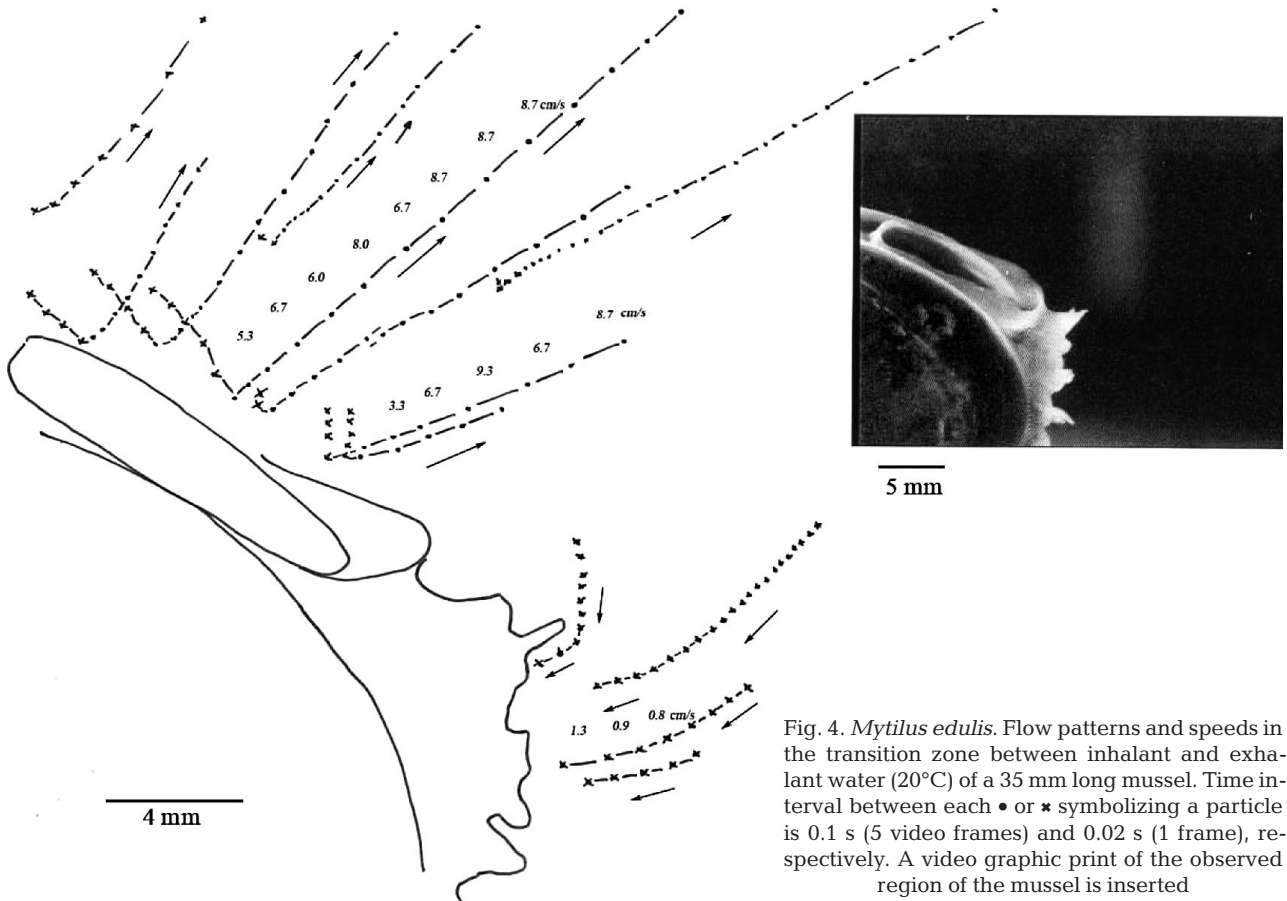 8.7 cm/s
8.7
8.7
6.7
8.0
6.0
6.7
5.3
8.7 cm/s
6.7
9.3
6.7
3.3
5 mm
1.3 0.9 0.8 cm/s
4 mm
Fig. 4. Mytilus edulis. Flow patterns and speeds in
the transition zone between inhalant and exha-
lant water (20°C) of a 35 mm long mussel. Time in-
terval between each • or × symbolizing a particle
is 0.1 s (5 video frames) and 0.02 s (1 frame), re-
spectively. A video graphic print of the observed
region of the mussel is inserted